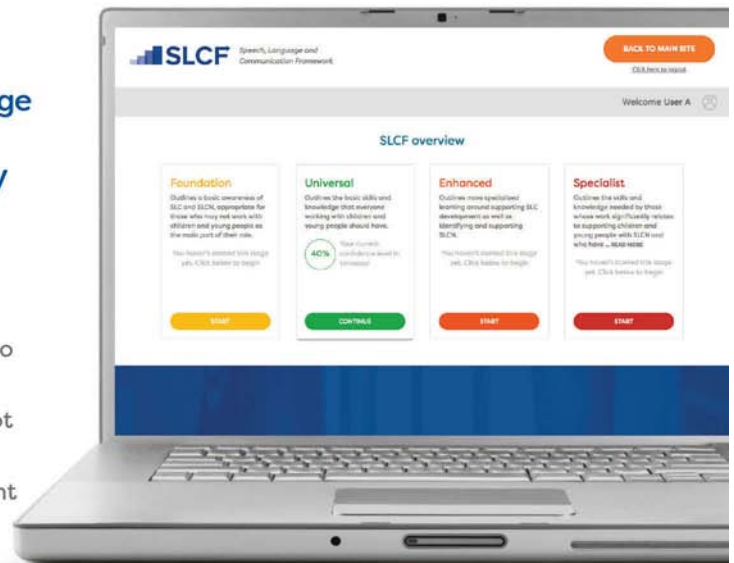 ge
y
o
ot
nt
SLCF
Speech, Language and
Communication Framework
BACK TO MAIN SITE
Click here to logout
Welcome User A
SLCF overview
Foundation
Outlines a basic awareness of
SLC and SLCN, appropriate for
those who may not work with
children and young people as
the main part of their role.
You haven't started this stage
yet. Click below to begin
START
Universal
Outlines the basic skills and
knowledge that everyone
working with children and
young people should have.
40%
Your current
confidence level in
Universal
CONTINUE
Enhanced
Outlines more specialised
learning around supporting SLC
development as well as
identifying and supporting
SLCN.
You haven't started this stage
yet. Click below to begin
START
Specialist
Outlines the skills and
knowledge needed by those
whose work significantly relates
to supporting children and
young people with SLCN and
who have ... READ MORE
You haven't started this stage
yet. Click below to begin
START